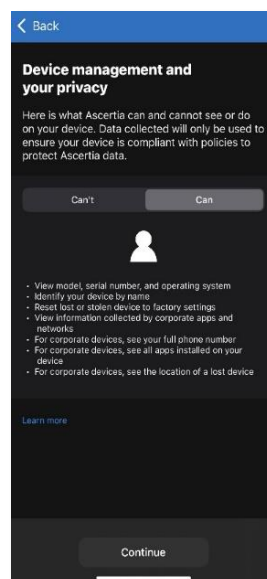 Back
Device management and
your privacy
Here is what Ascertia can and cannot see or do
on your device. Data collected will only be used to
ensure your device is compliant with policies to
protect Ascertia data.
Can't
Can
- View model, serial number, and operating system
- Identify your device by name
- Reset lost or stolen device to factory settings
- View information collected by corporate apps and
networks
- For corporate devices, see your full phone number
- For corporate devices, see all apps installed on your
device
- For corporate devices, see the location of a lost device
Learn more
Continue